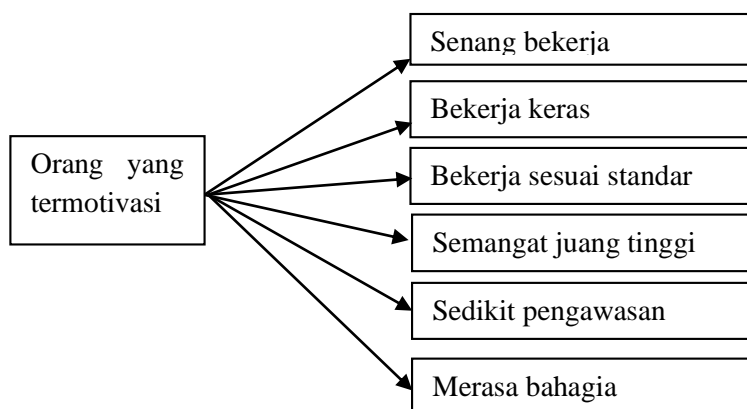 Orang yang
termotivasi
Senang bekerja
Bekerja keras
Bekerja sesuai standar
Semangat juang tinggi
Sedikit pengawasan
Merasa bahagia